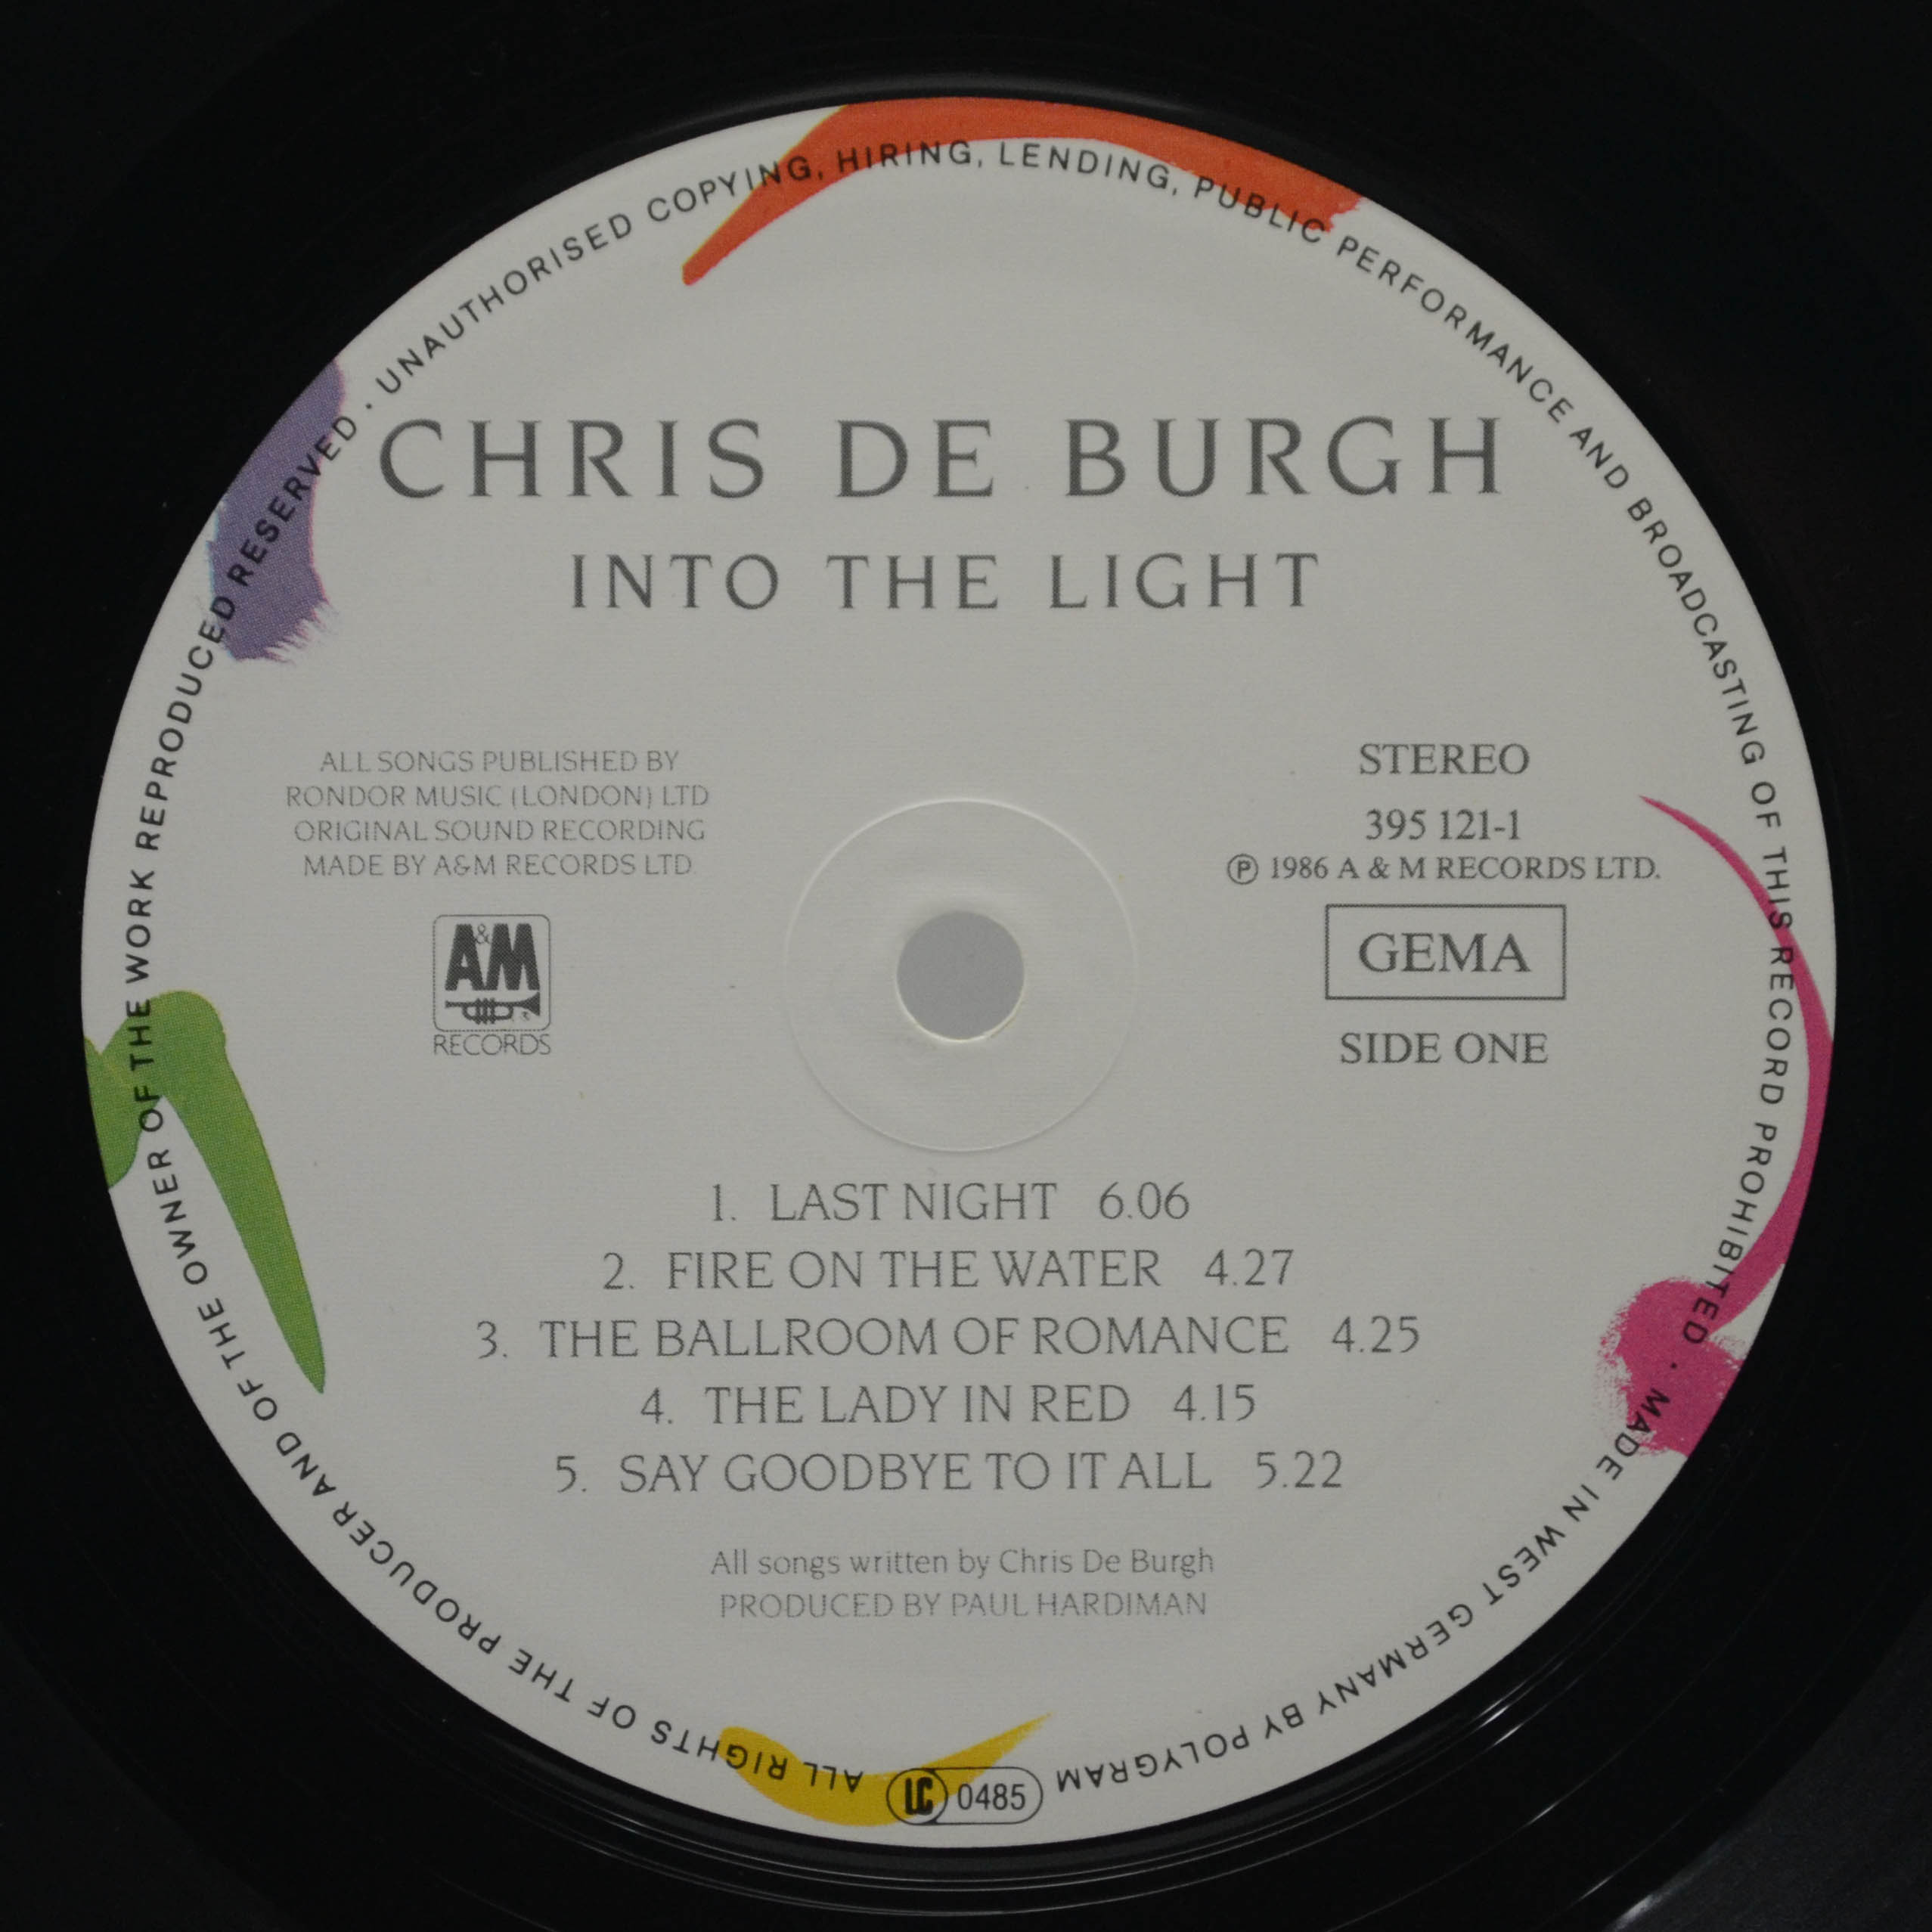 CHRIS DE BURGH
INTO THE LIGHT
ALL SONGS PUBLISHED BY
RONDOR MUSIC (LONDON) LTD
ORIGINAL SOUND RECORDING
MADE BY A&M RECORDS LTD
A&M
RECORDS
STEREO
395 121-1
℗ 1986 A & M RECORDS LTD.
GEMA
SIDE ONE
1. LAST NIGHT 6.06
2. FIRE ON THE WATER 4.27
3. THE BALLROOM OF ROMANCE 4.25
4. THE LADY IN RED 4.15
5. SAY GOODBYE TO IT ALL 5.22
All songs written by Chris De Burgh
PRODUCED BY PAUL HARDIMAN
ALL RIGHTS OF THE PRODUCER AND OF THE OWNER OF THE WORK REPRODUCED RESERVED · UNAUTHORISED COPYING, HIRING, LENDING, PUBLIC PERFORMANCE AND BROADCASTING OF THIS RECORD PROHIBITED · MADE IN WEST GERMANY BY POLYGRAM
LC 0485